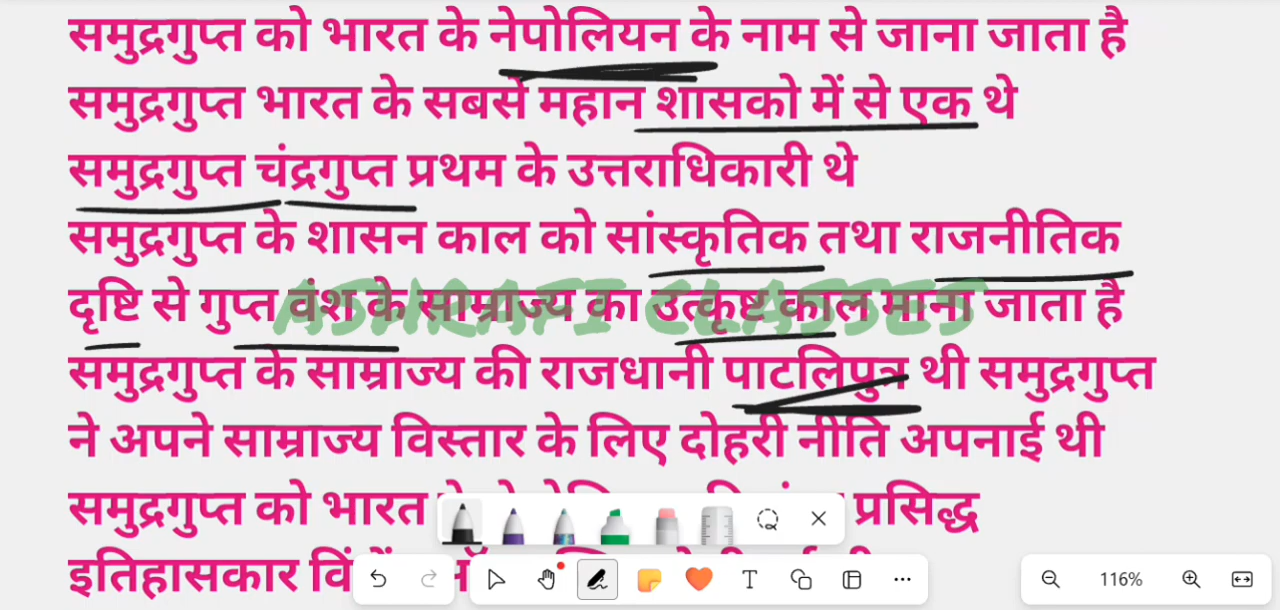 समुद्रगुप्त को भारत के नेपोलियन के नाम से जाना जाता है
समुद्रगुप्त भारत के सबसे महान शासको में से एक थे
समुद्रगुप्त चंद्रगुप्त प्रथम के उत्तराधिकारी थे
समुद्रगुप्त के शासन काल को सांस्कृतिक तथा राजनीतिक
दृष्टि से गुप्त वंश के साम्राज्य का उत्कृष्ट काल माना जाता है
ASHRAFI CLASSES
समुद्रगुप्त के साम्राज्य की राजधानी पाटलिपुत्र थी समुद्रगुप्त
ने अपने साम्राज्य विस्तार के लिए दोहरी नीति अपनाई थी
समुद्रगुप्त को भारत प्रसिद्ध
इतिहासकार
T
116%